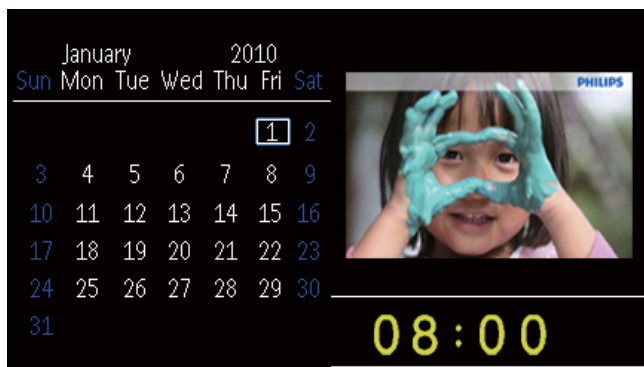 January 2010
Sun Mon Tue Wed Thu Fri Sat
1 2
3 4 5 6 7 8 9
10 11 12 13 14 15 16
17 18 19 20 21 22 23
24 25 26 27 28 29 30
31
PHILIPS
08:00